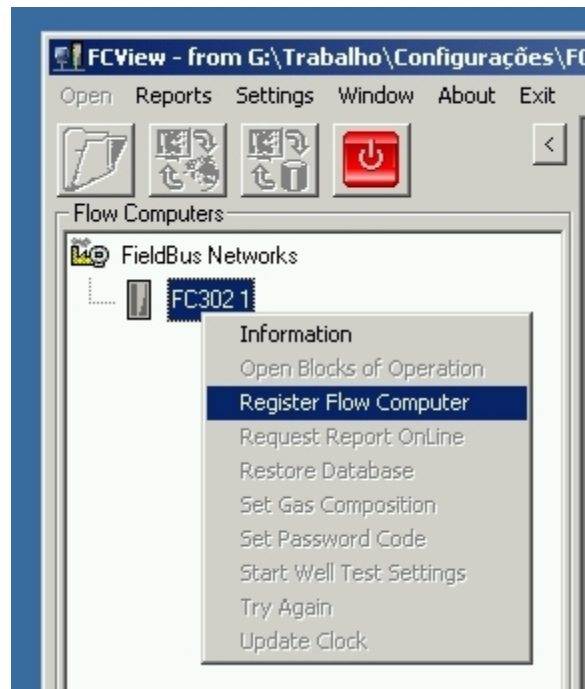 FCView - from G:\Trabalho\Configurações\F
Open Reports Settings Window About Exit
<
Flow Computers
FieldBus Networks
FC302 1
Information
Open Blocks of Operation
Register Flow Computer
Request Report OnLine
Restore Database
Set Gas Composition
Set Password Code
Start Well Test Settings
Try Again
Update Clock